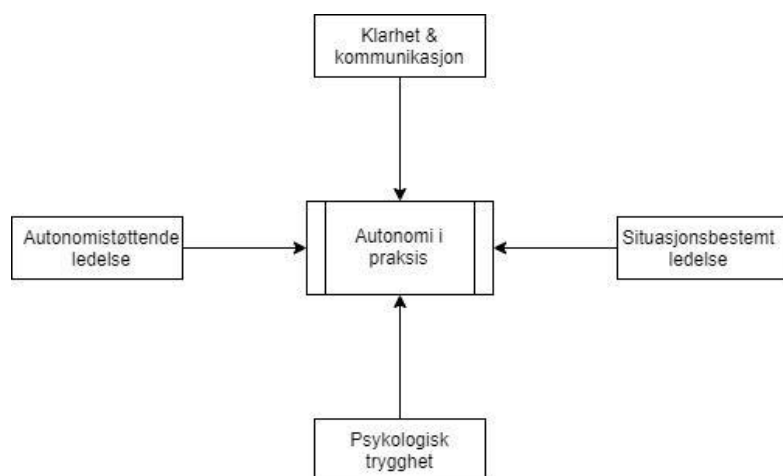 Klarhet &
kommunikasjon
Autonomistøttende
ledelse
Autonomi i
praksis
Situasjonsbestemt
ledelse
Psykologisk
trygghet